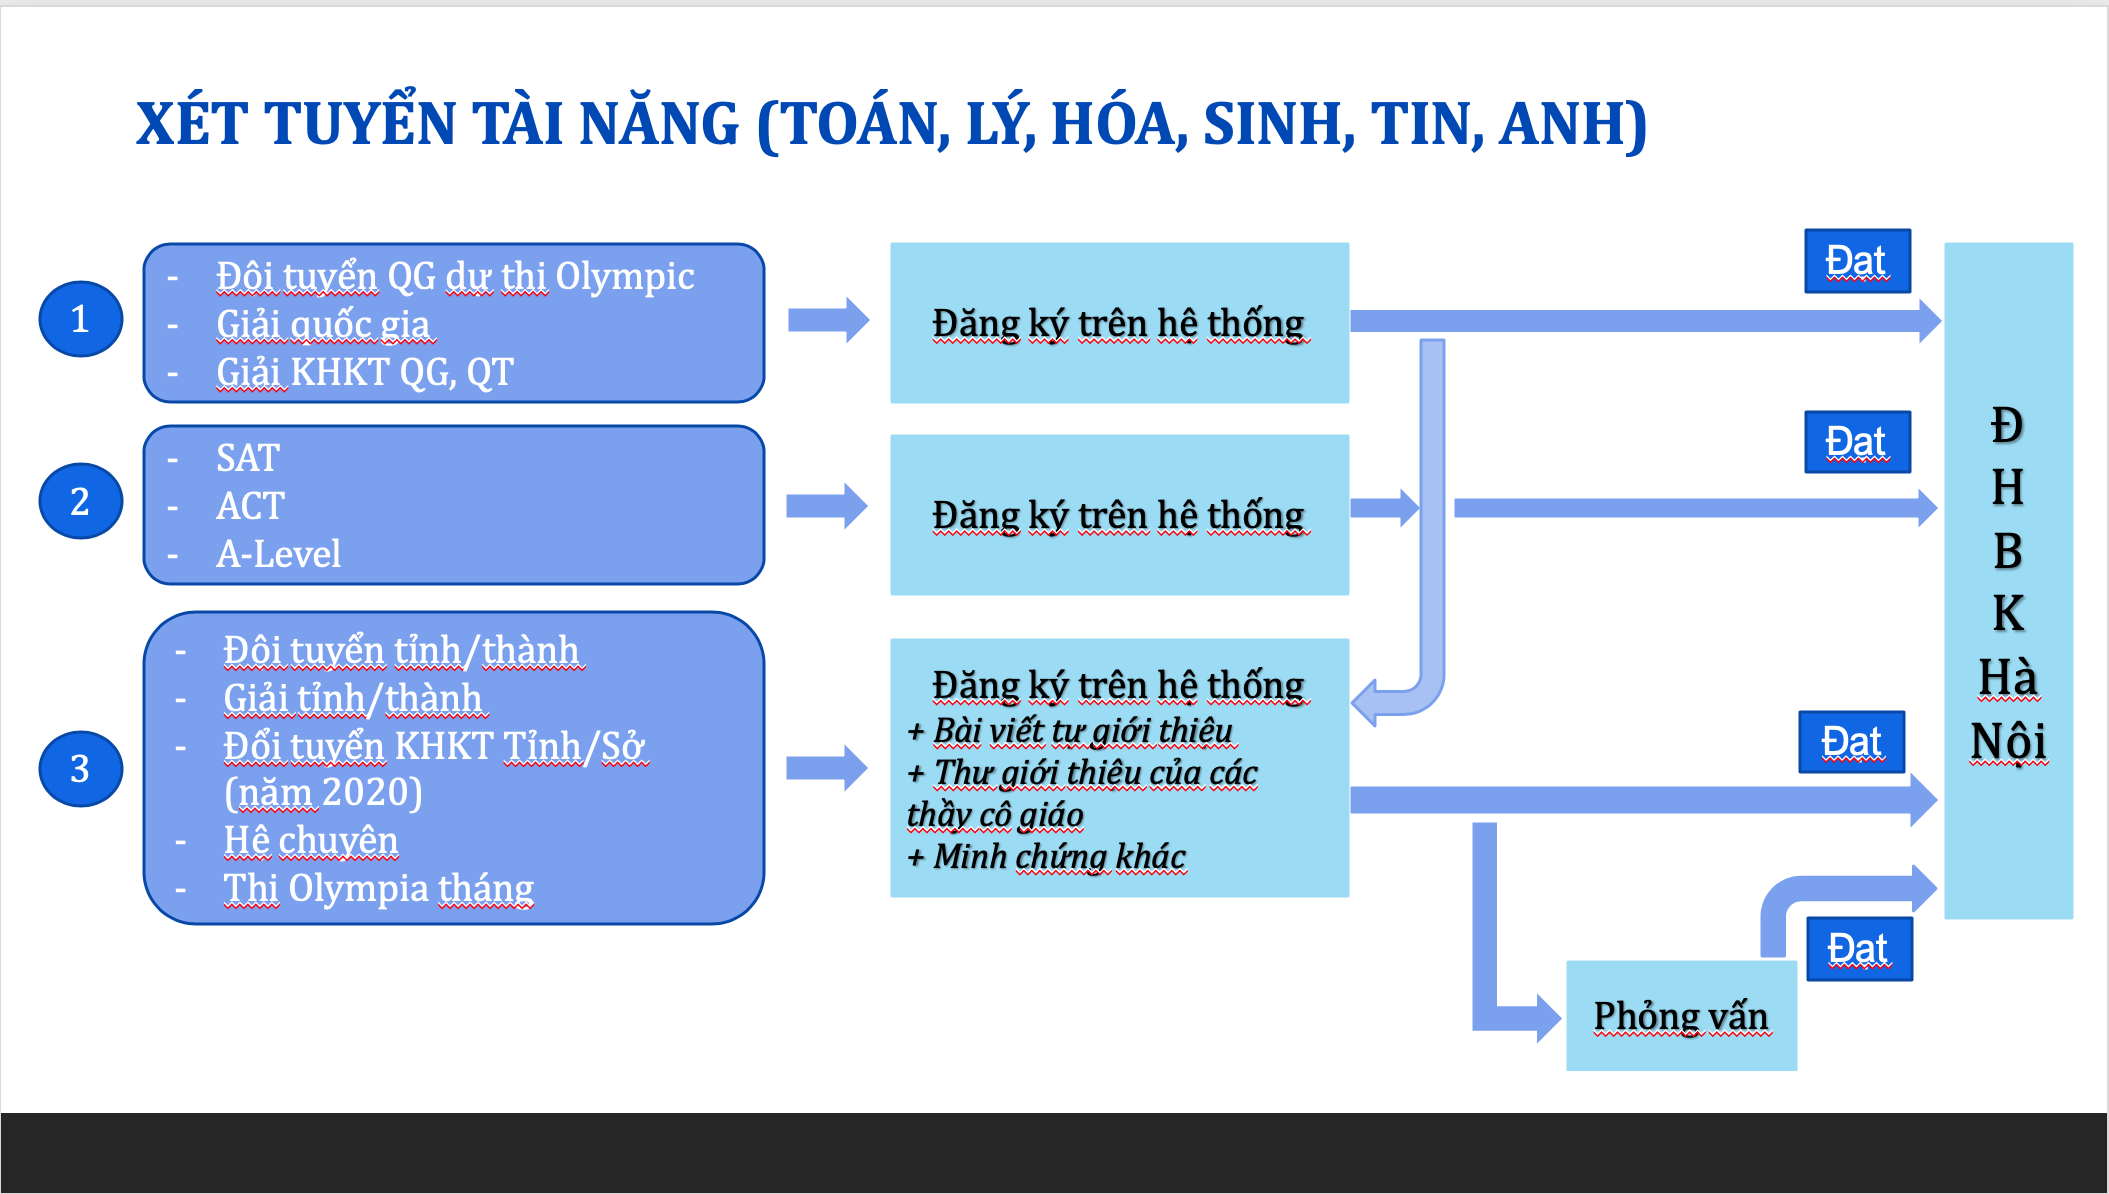 XÉT TUYỂN TÀI NĂNG (TOÁN, LÝ, HÓA, SINH, TIN, ANH)
1
- Đội tuyển QG dự thi Olympic
- Giải quốc gia
- Giải KHKT QG, QT
Đăng ký trên hệ thống
Đạt
2
- SAT
- ACT
- A-Level
Đăng ký trên hệ thống
Đạt
3
- Đội tuyển tỉnh/thành
- Giải tỉnh/thành
- Đổi tuyển KHKT Tỉnh/Sở
(năm 2020)
- Hệ chuyên
- Thi Olympia tháng
Đăng ký trên hệ thống
+ Bài viết tự giới thiệu
+ Thư giới thiệu của các
thầy cô giáo
+ Minh chứng khác
Đạt
Phỏng vấn
Đạt
Đ
H
B
K
Hà
Nội